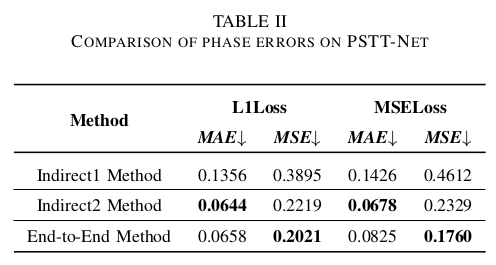 TABLE II
COMPARISON OF PHASE ERRORS ON PSTT-NET
Method L1Loss MSELoss
MAE↓ MSE↓ MAE↓ MSE↓
Indirect1 Method 0.1356 0.3895 0.1426 0.4612
Indirect2 Method 0.0644 0.2219 0.0678 0.2329
End-to-End Method 0.0658 0.2021 0.0825 0.1760